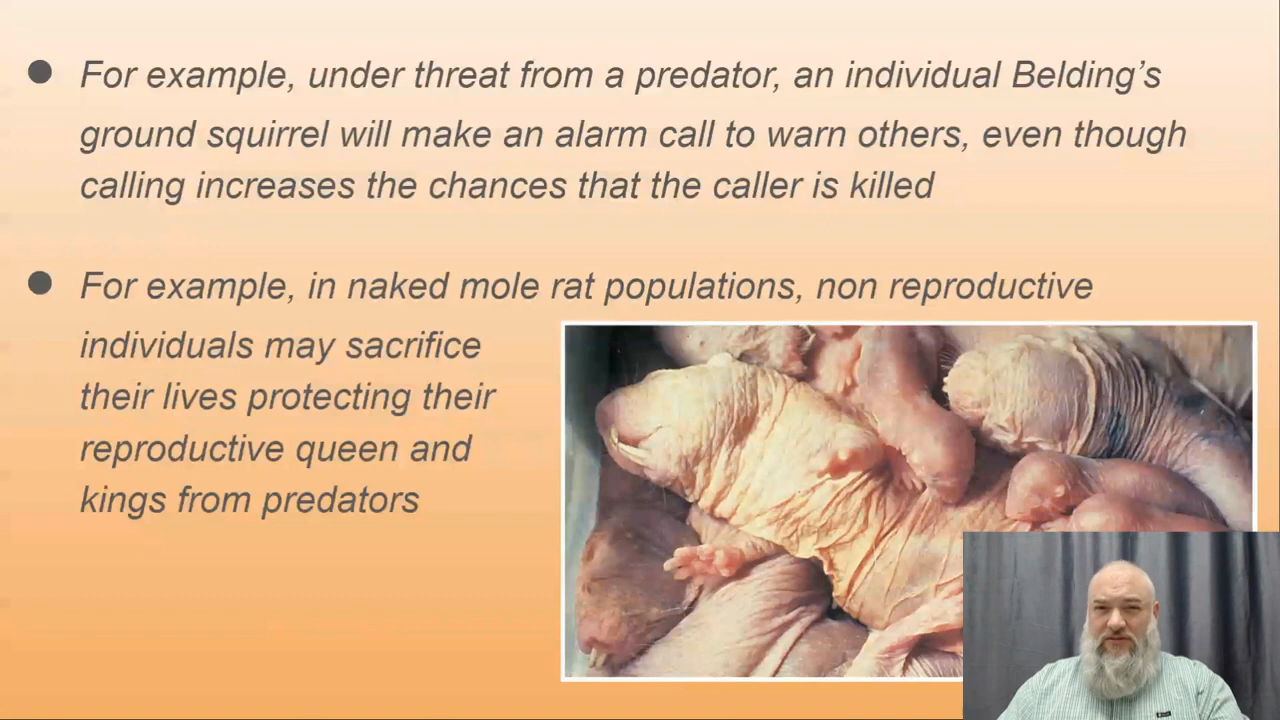 For example, under threat from a predator, an individual Belding’s
ground squirrel will make an alarm call to warn others, even though
calling increases the chances that the caller is killed
For example, in naked mole rat populations, non reproductive
individuals may sacrifice
their lives protecting their
reproductive queen and
kings from predators